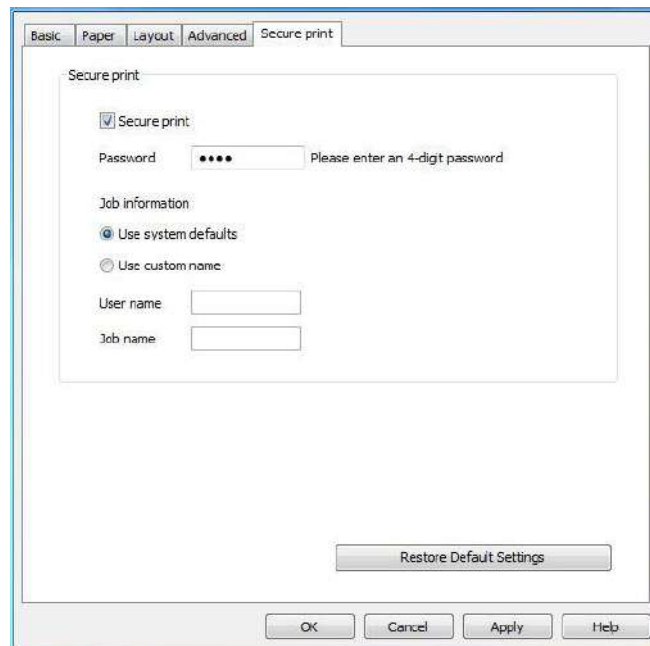 Basic Paper Layout Advanced Secure print
Secure print
Secure print
Password •••• Please enter an 4-digit password
Job information
Use system defaults
Use custom name
User name
Job name
Restore Default Settings
OK Cancel Apply Help